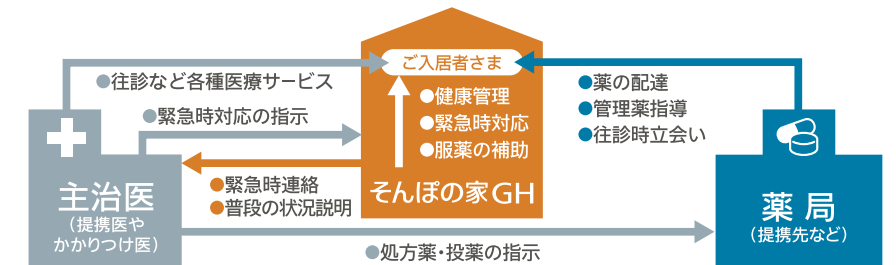 ご入居者さま
●往診など各種医療サービス
●緊急時対応の指示
●健康管理
●緊急時対応
●服薬の補助
●薬の配達
●管理薬指導
●往診時立会い
そんぽの家GH
●緊急時連絡
●普段の状況説明
主治医
（提携医や
かかりつけ医）
薬局
（提携先など）
●処方薬・投薬の指示